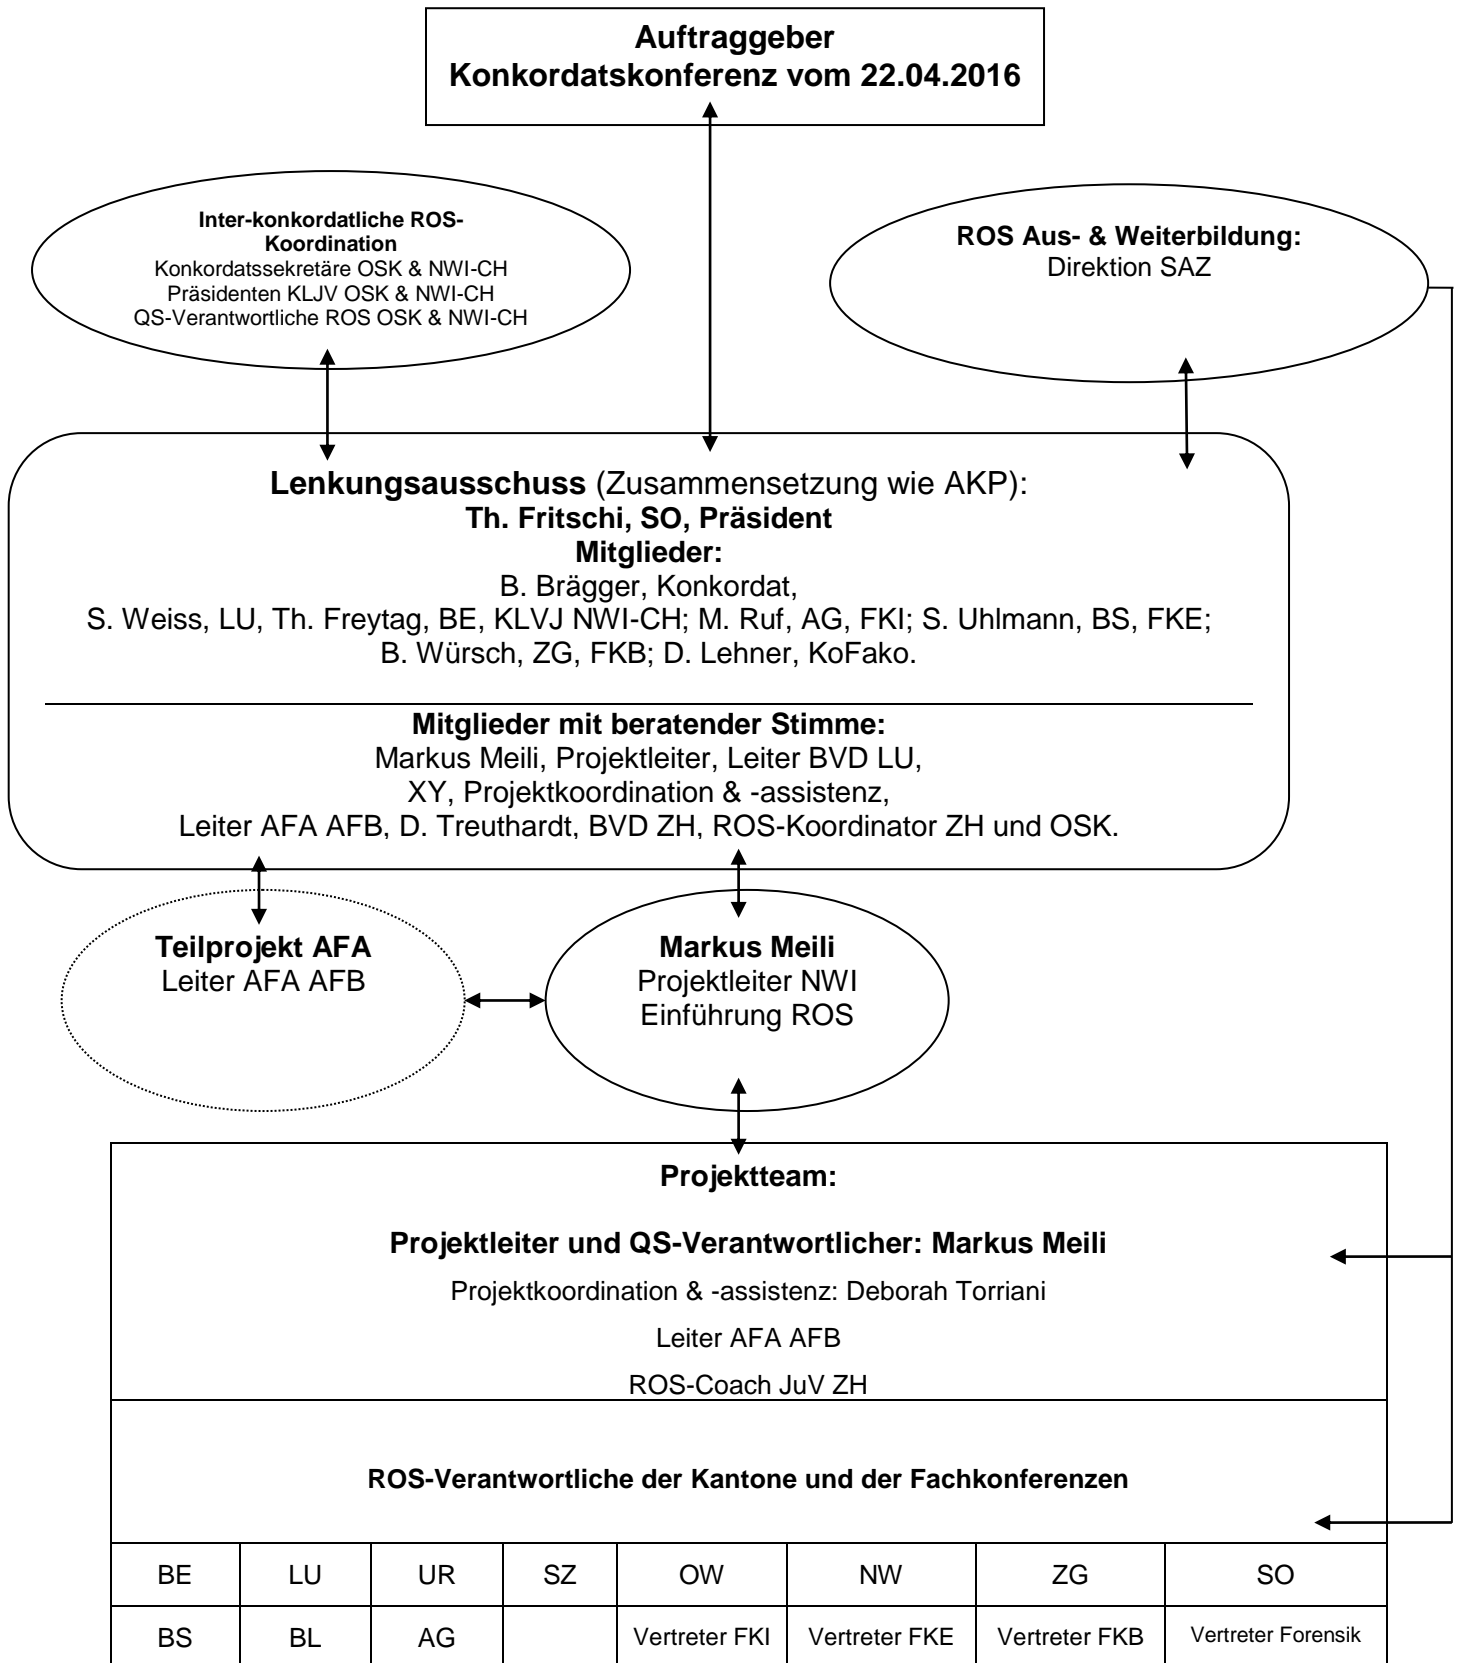 Auftraggeber
Konkordatskonferenz vom 22.04.2016
Inter-konkordatliche ROS-
Koordination
Konkordatssekretäre OSK & NWI-CH
Präsidenten KLJV OSK & NWI-CH
QS-Verantwortliche ROS OSK & NWI-CH
ROS Aus- & Weiterbildung:
Direktion SAZ
Lenkungsausschuss (Zusammensetzung wie AKP):
Th. Fritschi, SO, Präsident
Mitglieder:
B. Brägger, Konkordat,
S. Weiss, LU, Th. Freytag, BE, KLVJ NWI-CH; M. Ruf, AG, FKI; S. Uhlmann, BS, FKE;
B. Würsch, ZG, FKB; D. Lehner, KoFako.
Mitglieder mit beratender Stimme:
Markus Meili, Projektleiter, Leiter BVD LU,
XY, Projektkoordination & -assistenz,
Leiter AFA AFB, D. Treuthardt, BVD ZH, ROS-Koordinator ZH und OSK.
Teilprojekt AFA
Leiter AFA AFB
Markus Meili
Projektleiter NWI
Einführung ROS
Projektteam:
Projektleiter und QS-Verantwortlicher: Markus Meili
Projektkoordination & -assistenz: Deborah Torriani
Leiter AFA AFB
ROS-Coach JuV ZH
ROS-Verantwortliche der Kantone und der Fachkonferenzen
BE LU UR SZ OW NW ZG SO
BS BL AG Vertreter FKI Vertreter FKE Vertreter FKB Vertreter Forensik